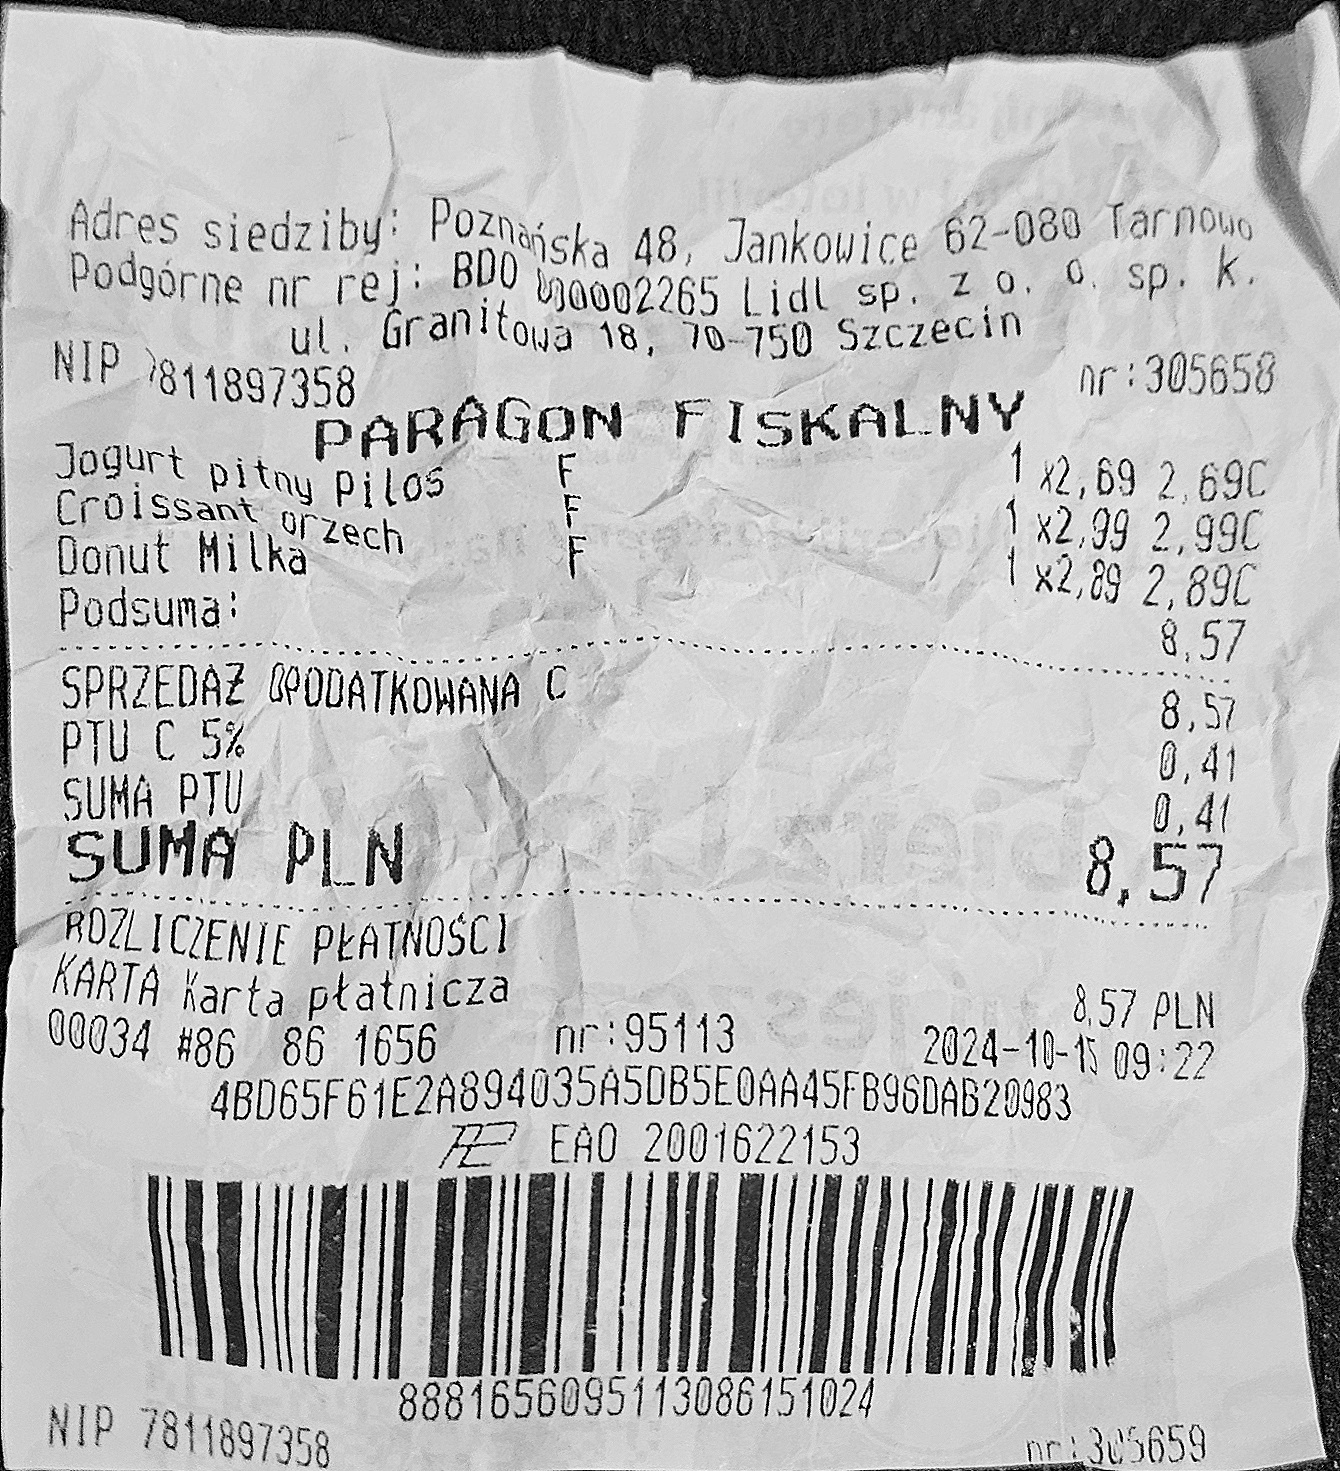 Adres siedziby: Poznańska 48, Jankowice 62-080 Tarnowo
Podgórne nr rej: BDO 000002265 Lidl sp. z o. o. sp. k.
ul. Granitowa 18, 70-750 Szczecin
NIP 7811897358 nr:305658
PARAGON FISKALNY
Jogurt pitny Pilos F 1 x2,69 2,69C
Croissant orzech F 1 x2,99 2,99C
Donut Milka F 1 x2,89 2,89C
Podsuma: 8,57
SPRZEDAŻ OPODATKOWANA C 8,57
PTU C 5% 0,41
SUMA PTU 0,41
SUMA PLN 8,57
ROZLICZENIE PŁATNOŚCI
KARTA Karta płatnicza 8,57 PLN
00034 #86 86 1656 nr:95113 2024-10-15 09:22
4BD65F61E2A894035A5DB5E0AA45FB96DAB20983
EAO 2001622153
8881656095113086151024
NIP 7811897358 nr:305659